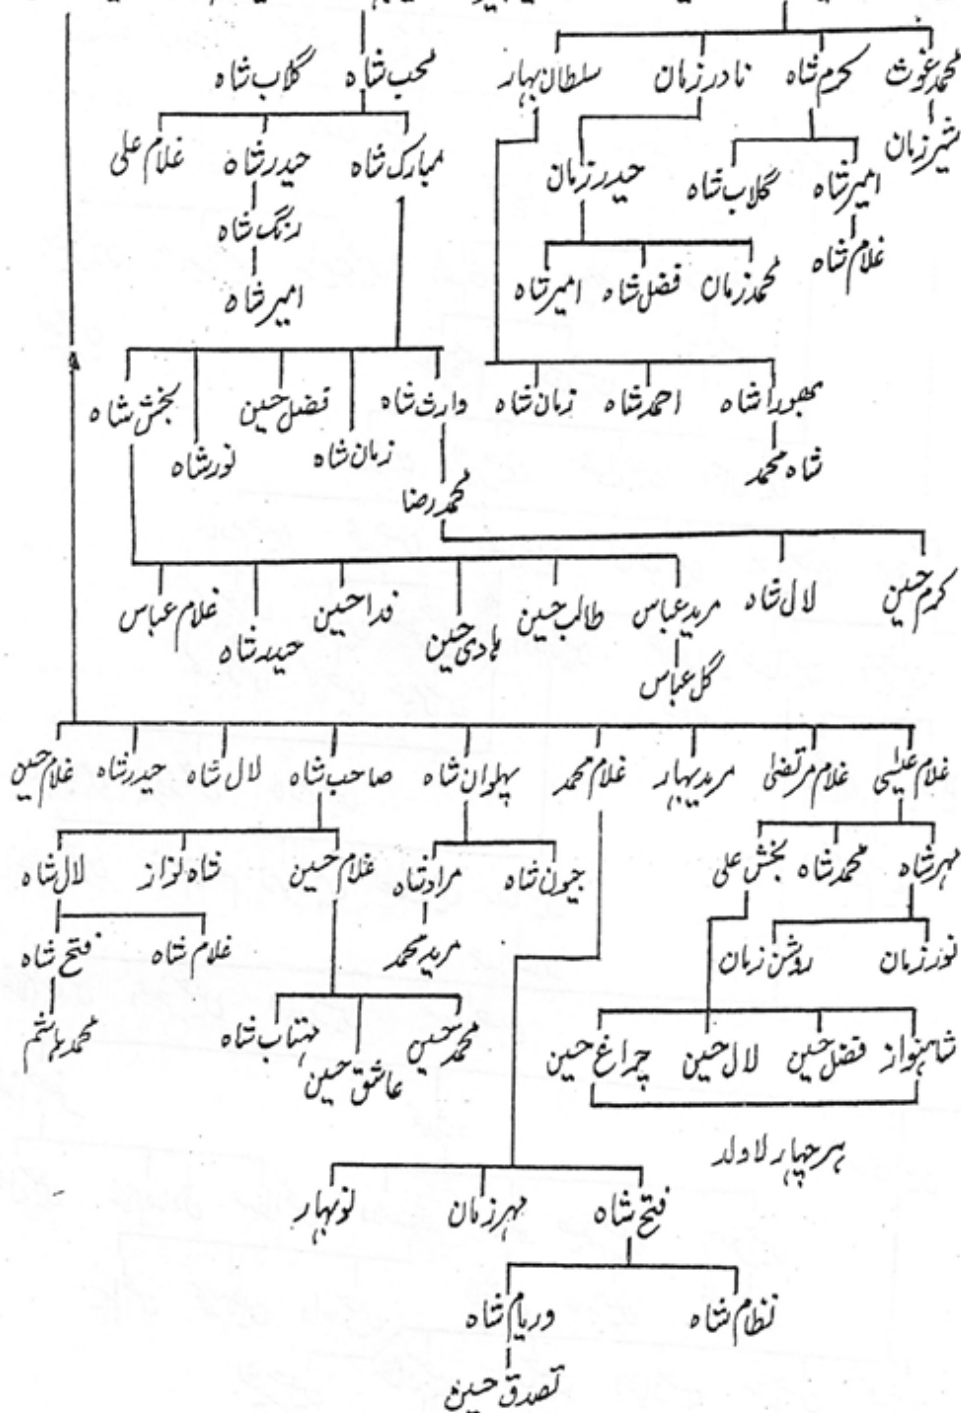 محمد غوث کرم شاہ نادر زمان سلطان بہار محب شاہ گلاب شاہ
شیر زمان امیر شاہ گلاب شاہ حیدر زمان مبارک شاہ حیدر شاہ غلام علی
غلام شاہ محمد زمان فضل شاہ امیر شاہ رنگ شاہ
امیر شاہ
بھورا شاہ احمد شاہ زمان شاہ وارث شاہ زمان شاہ فضل حسین نور شاہ بخش شاہ
شاہ محمد محمد رضا
کرم حسین لال شاہ مرید عباس طالب حسین ہادی حسین فدا حسین حیدر شاہ غلام عباس
گل عباس
غلام عیسی غلام مرتضی مرید بہار غلام محمد پہلوان شاہ صاحب شاہ لال شاہ حیدر شاہ غلام حسین
مہر شاہ محمد شاہ بخش علی جیون شاہ مراد شاہ غلام حسین شاہ نواز لال شاہ
نور زمان روشن زمان مرید محمد غلام شاہ فتح شاہ
شاہنواز فضل حسین لال حسین چراغ حسین محمد حسین عاشق حسین مہتاب شاہ محمد ہاشم
ہر چہار لاولد
فتح شاہ مہر زمان نو بہار
نظام شاہ وریام شاہ
تصدق حسین